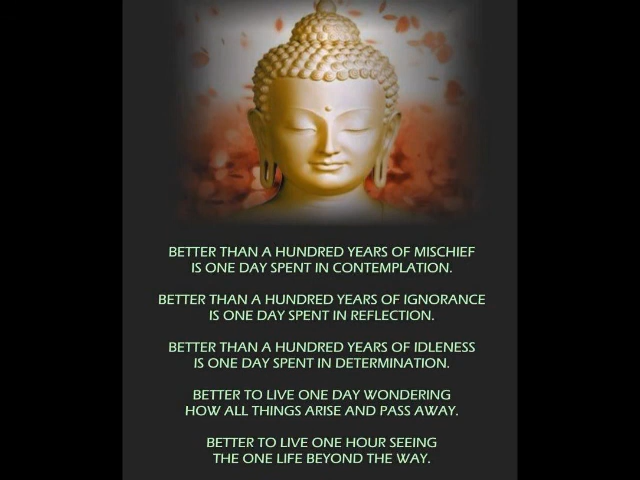 BETTER THAN A HUNDRED YEARS OF MISCHIEF
IS ONE DAY SPENT IN CONTEMPLATION.
BETTER THAN A HUNDRED YEARS OF IGNORANCE
IS ONE DAY SPENT IN REFLECTION.
BETTER THAN A HUNDRED YEARS OF IDLENESS
IS ONE DAY SPENT IN DETERMINATION.
BETTER TO LIVE ONE DAY WONDERING
HOW ALL THINGS ARISE AND PASS AWAY.
BETTER TO LIVE ONE HOUR SEEING
THE ONE LIFE BEYOND THE WAY.